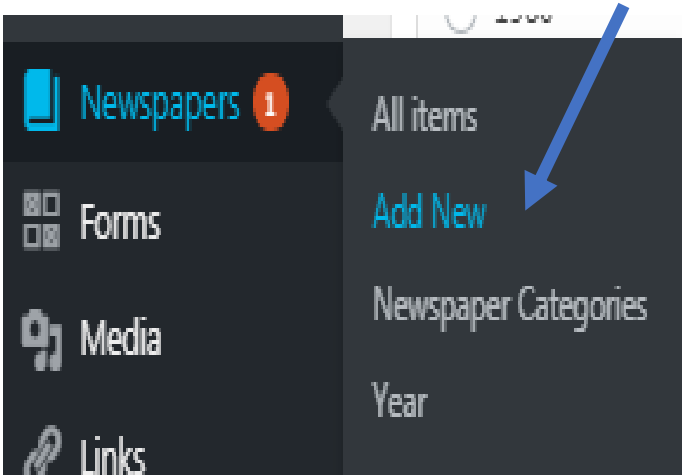 Newspapers 1
Forms
Media
Links
All items
Add New
Newspaper Categories
Year